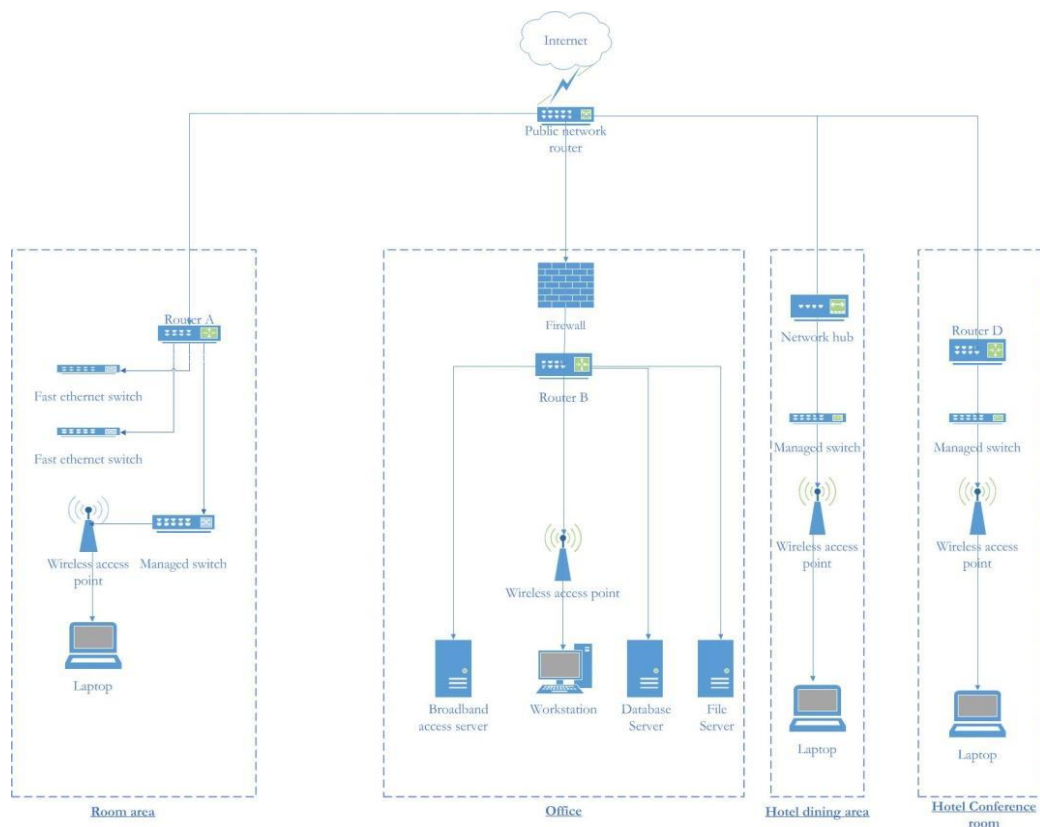 Internet
Public network
router
Router A
Fast ethernet switch
Fast ethernet switch
Wireless access
point
Managed switch
Laptop
Room area
Firewall
Router B
Wireless access point
Broadband
access server
Workstation
Database
Server
File
Server
Office
Network hub
Managed switch
Wireless access
point
Laptop
Hotel dining area
Router D
Managed switch
Wireless access
point
Laptop
Hotel Conference
room